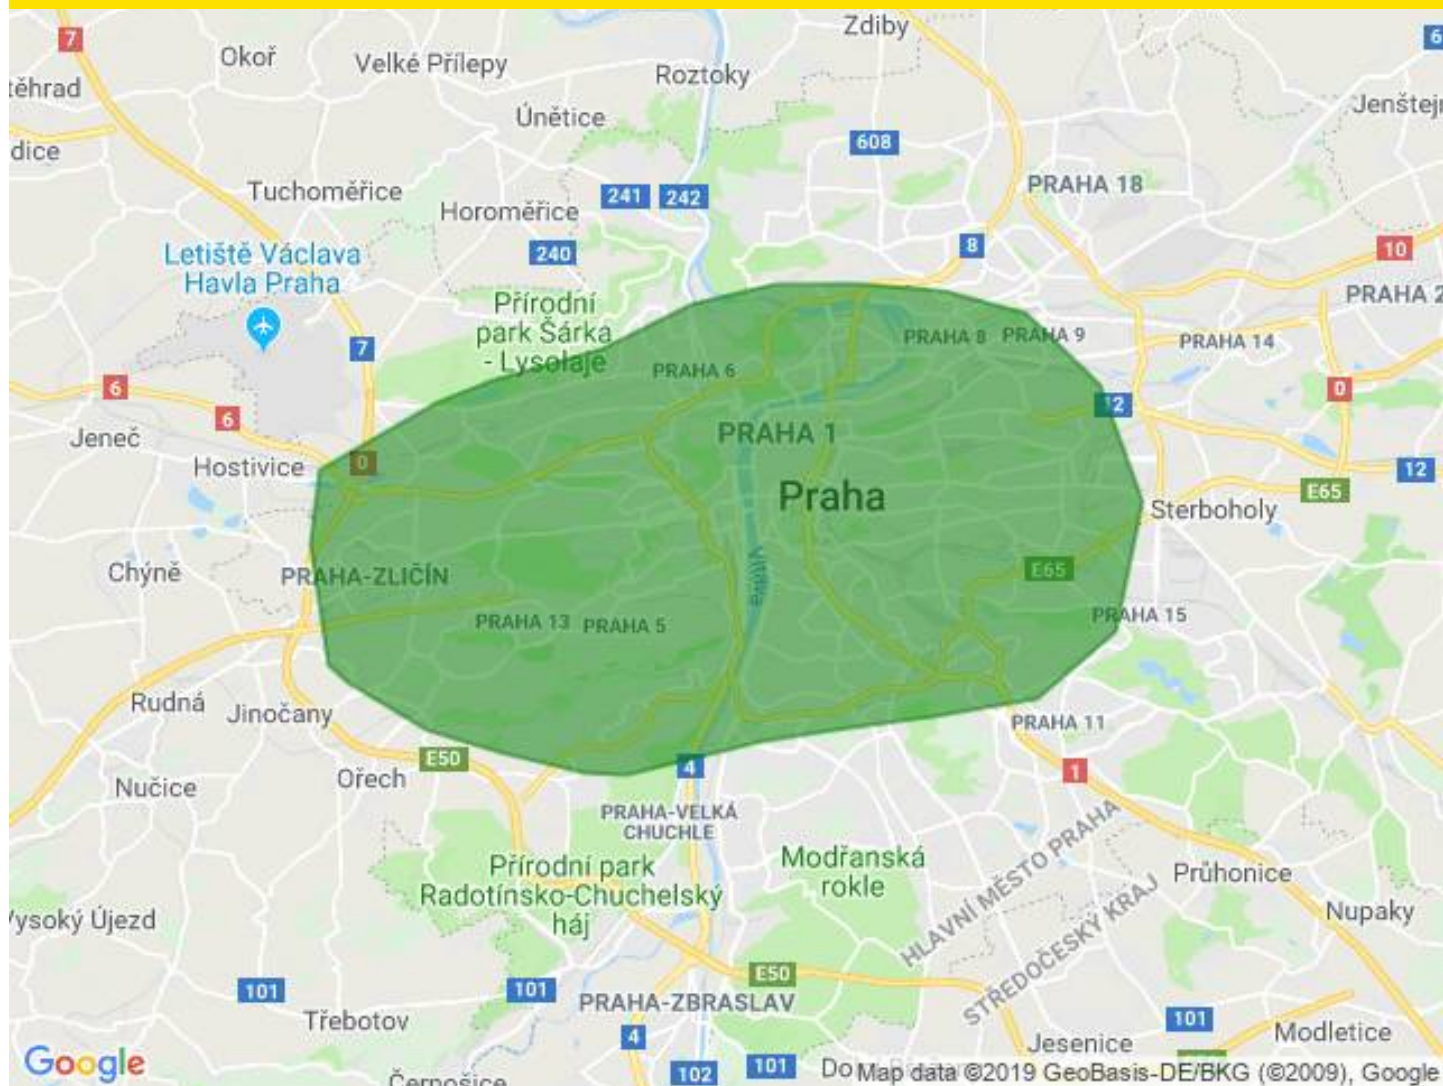 Zdiby
7
6
Okoř
Velké Přílepy
Roztoky
těhrad
Jenštejn
Únětice
608
dice
PRAHA 18
Tuchoměřice
241
242
Horoměřice
8
10
Letiště Václava
Havla Praha
240
PRAHA 2
Přírodní
park Šárka
- Lysolaje
PRAHA 8
PRAHA 9
PRAHA 14
7
PRAHA 6
6
0
12
6
PRAHA 1
Jeneč
0
Hostivice
12
E65
Praha
Sterboholy
Chýně
PRAHA-ZLIČÍN
Vltava
E65
PRAHA 13
PRAHA 5
PRAHA 15
Rudná
Jinočany
PRAHA 11
E50
4
1
Nučice
Ořech
PRAHA-VELKÁ
CHUCHLE
Přírodní park
Radotínsko-Chuchelský
háj
Modřanská
rokle
HLAVNÍ MĚSTO PRAHA
STŘEDOČESKÝ KRAJ
Průhonice
Vysoký Újezd
Nupaky
E50
101
101
PRAHA-ZBRASLAV
Třebotov
4
101
Modletice
Jesenice
Google
Černošice
102
101
Map data ©2019 GeoBasis-DE/BKG (©2009), Google